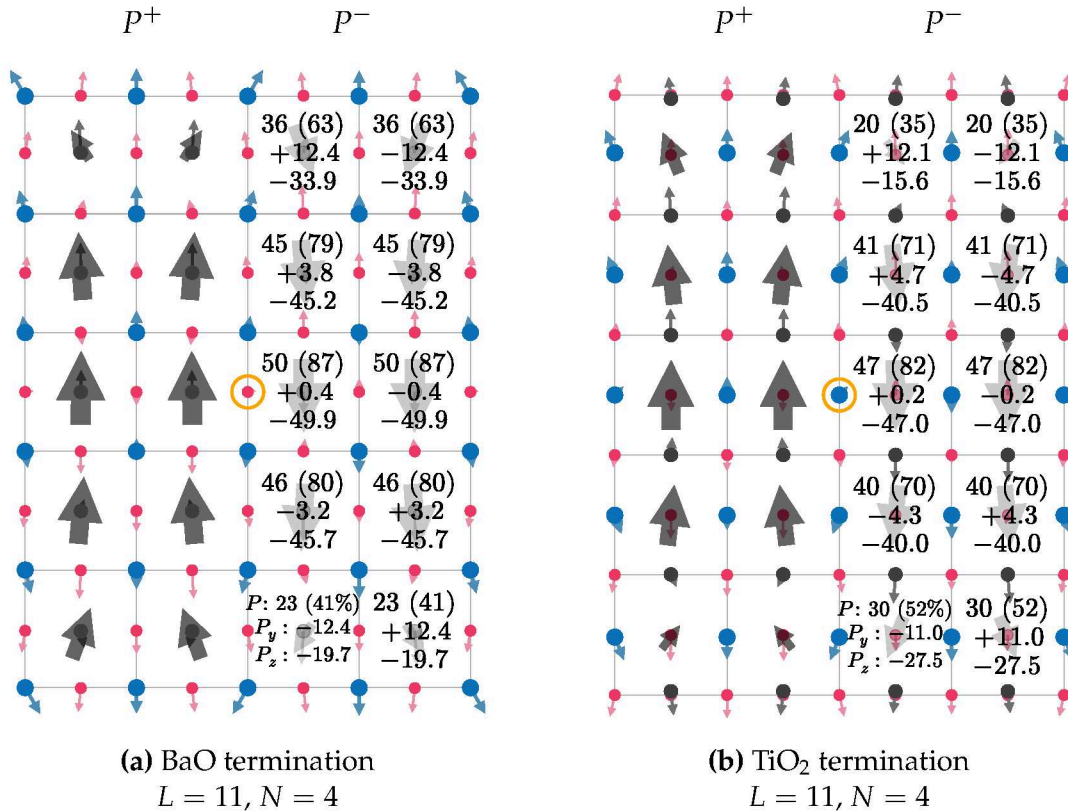 P⁺ P⁻
36 (63) 36 (63)
+12.4 −12.4
−33.9 −33.9
45 (79) 45 (79)
+3.8 −3.8
−45.2 −45.2
50 (87) 50 (87)
+0.4 −0.4
−49.9 −49.9
46 (80) 46 (80)
−3.2 +3.2
−45.7 −45.7
P: 23 (41%) 23 (41)
P_y : −12.4 +12.4
P_z : −19.7 −19.7
(a) BaO termination
L = 11, N = 4
P⁺ P⁻
20 (35) 20 (35)
+12.1 −12.1
−15.6 −15.6
41 (71) 41 (71)
+4.7 −4.7
−40.5 −40.5
47 (82) 47 (82)
+0.2 −0.2
−47.0 −47.0
40 (70) 40 (70)
−4.3 +4.3
−40.0 −40.0
P: 30 (52%) 30 (52)
P_y : −11.0 +11.0
P_z : −27.5 −27.5
(b) TiO₂ termination
L = 11, N = 4